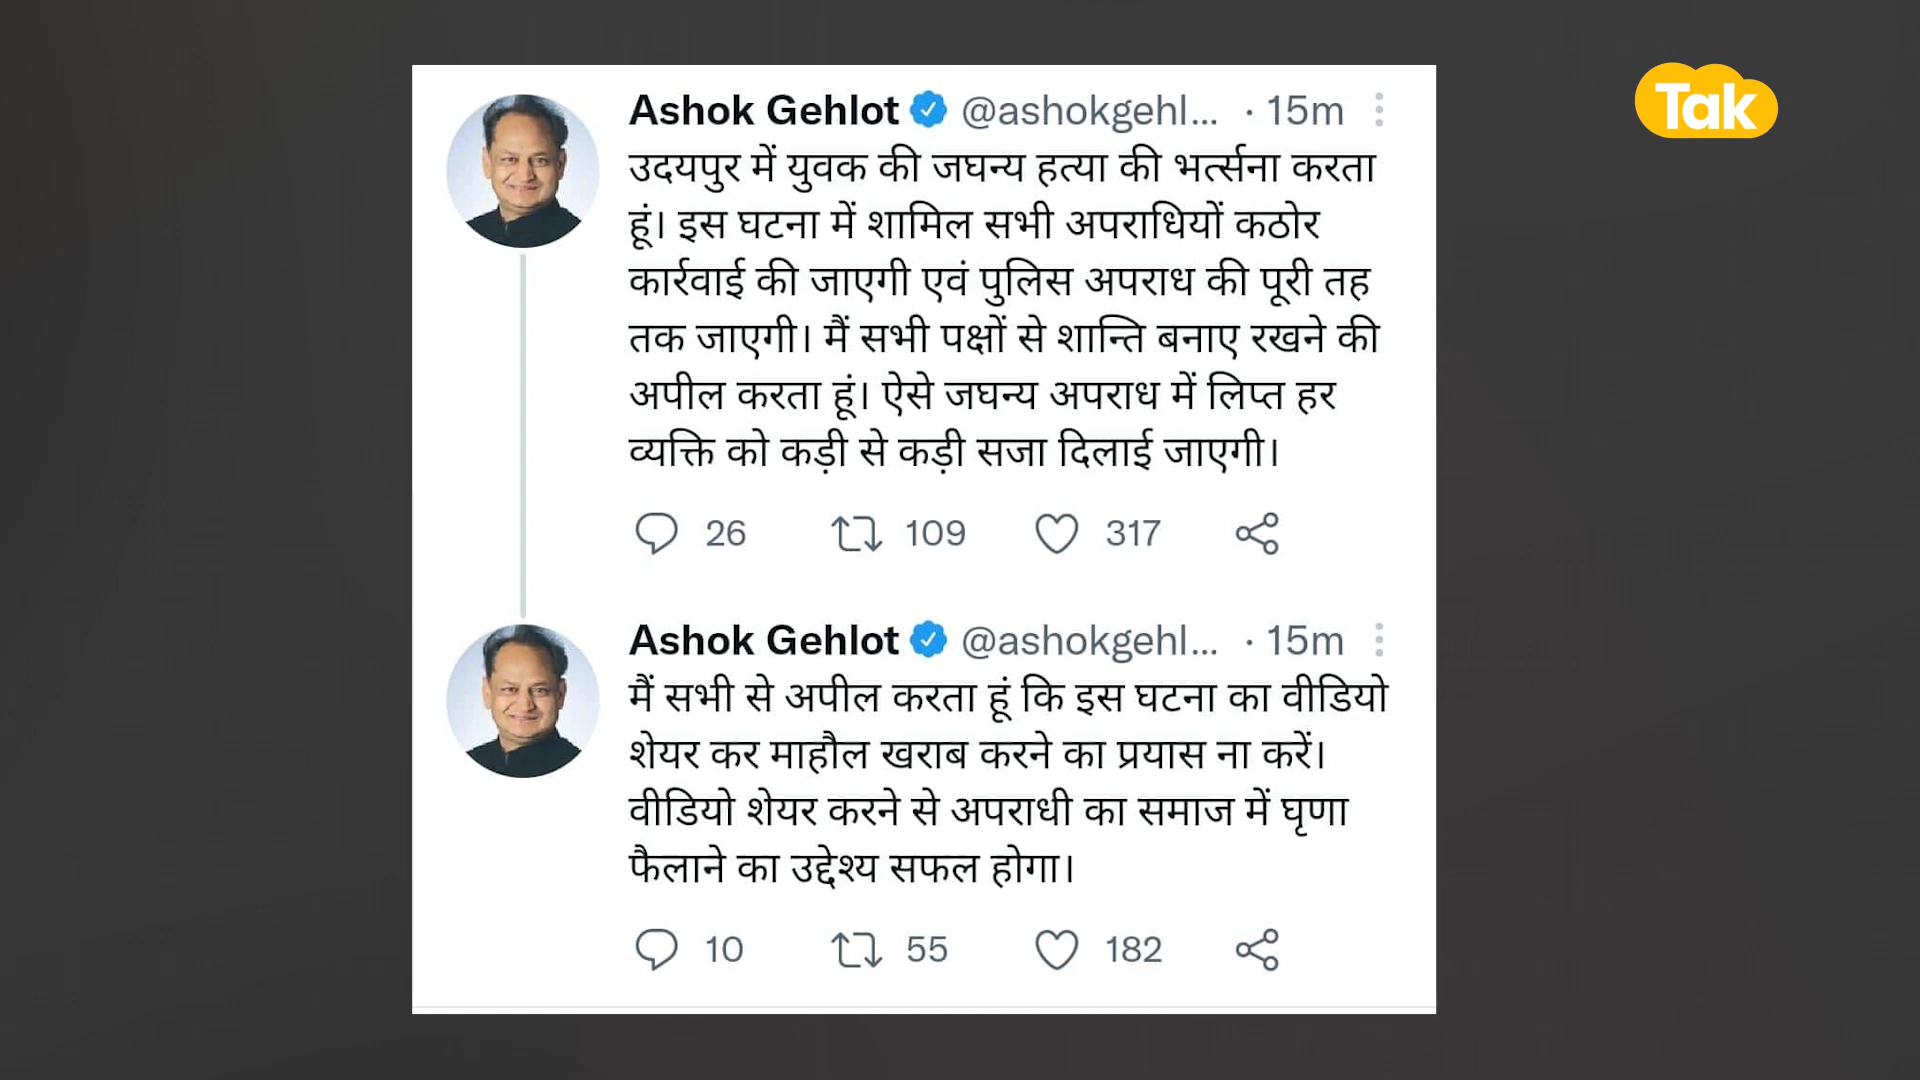 Tak
Ashok Gehlot @ashokgehl... · 15m
उदयपुर में युवक की जघन्य हत्या की भर्त्सना करता
हूं। इस घटना में शामिल सभी अपराधियों कठोर
कार्रवाई की जाएगी एवं पुलिस अपराध की पूरी तह
तक जाएगी। मैं सभी पक्षों से शान्ति बनाए रखने की
अपील करता हूं। ऐसे जघन्य अपराध में लिप्त हर
व्यक्ति को कड़ी से कड़ी सजा दिलाई जाएगी।
26 109 317
Ashok Gehlot @ashokgehl... · 15m
मैं सभी से अपील करता हूं कि इस घटना का वीडियो
शेयर कर माहौल खराब करने का प्रयास ना करें।
वीडियो शेयर करने से अपराधी का समाज में घृणा
फैलाने का उद्देश्य सफल होगा।
10 55 182